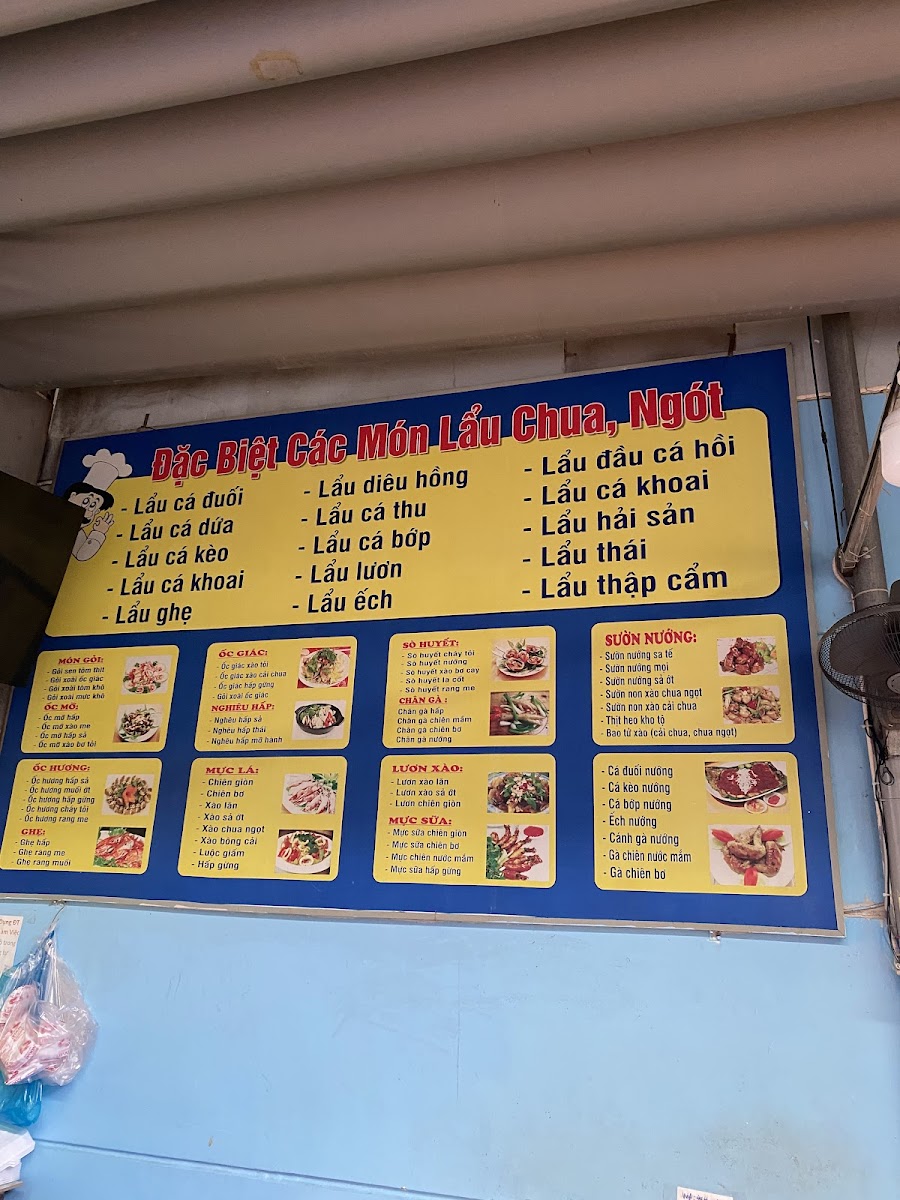 Đặc Biệt Các Món Lẩu Chua, Ngót
- Lẩu cá đuối
- Lẩu cá dứa
- Lẩu cá kèo
- Lẩu cá khoai
- Lẩu ghẹ
- Lẩu diêu hồng
- Lẩu cá thu
- Lẩu cá bớp
- Lẩu lươn
- Lẩu ếch
- Lẩu đầu cá hồi
- Lẩu cá khoai
- Lẩu hải sản
- Lẩu thái
- Lẩu thập cẩm
MÓN GỎI:
- Gỏi sen tôm thịt
- Gỏi xoài ốc giác
- Gỏi xoài tôm khô
- Gỏi xoài mực khô
ỐC MỠ:
- Ốc mỡ hấp
- Ốc mỡ xào me
- Ốc mỡ hấp sả
- Ốc mỡ xào bơ tỏi
ỐC GIÁC:
- Ốc giác xào tỏi
- Ốc giác xào cải chua
- Ốc giác hấp gừng
- Gỏi xoài ốc giác
NGHIÊU HẤP:
- Nghêu hấp sả
- Nghêu hấp thái
- Nghêu hấp mỡ hành
SÒ HUYẾT:
- Sò huyết cháy tỏi
- Sò huyết nướng
- Sò huyết xào bơ cay
- Sò huyết la cốt
- Sò huyết rang me
CHÂN GÀ :
Chân gà hấp
Chân gà chiên mắm
Chân gà chiên bơ
Chân gà nướng
SƯỜN NƯỚNG:
- Sườn nướng sa tế
- Sườn nướng mọi
- Sườn nướng sả ớt
- Sườn non xào chua ngọt
- Sườn non xào cải chua
- Thịt heo kho tộ
- Bao tử xào (cải chua, chua ngọt)
ỐC HƯƠNG:
- Ốc hương hấp sả
- Ốc hương muối ớt
- Ốc hương hấp gừng
- Ốc hương cháy tỏi
- Ốc hương rang me
GHẸ:
- Ghẹ hấp
- Ghẹ rang me
- Ghẹ rang muối
MỰC LÁ:
- Chiên giòn
- Chiên bơ
- Xào lăn
- Xào sả ớt
- Xào chua ngọt
- Xào bông cải
- Luộc giấm
- Hấp gừng
LƯƠN XÀO:
- Lươn xào lăn
- Lươn xào sả ớt
- Lươn chiên giòn
MỰC SỮA:
- Mực sữa chiên giòn
- Mực sữa chiên bơ
- Mực sữa chiên nước mắm
- Mực sữa hấp gừng
- Cá đuối nướng
- Cá kèo nướng
- Cá bớp nướng
- Ếch nướng
- Cánh gà nướng
- Gà chiên nước mắm
- Gà chiên bơ